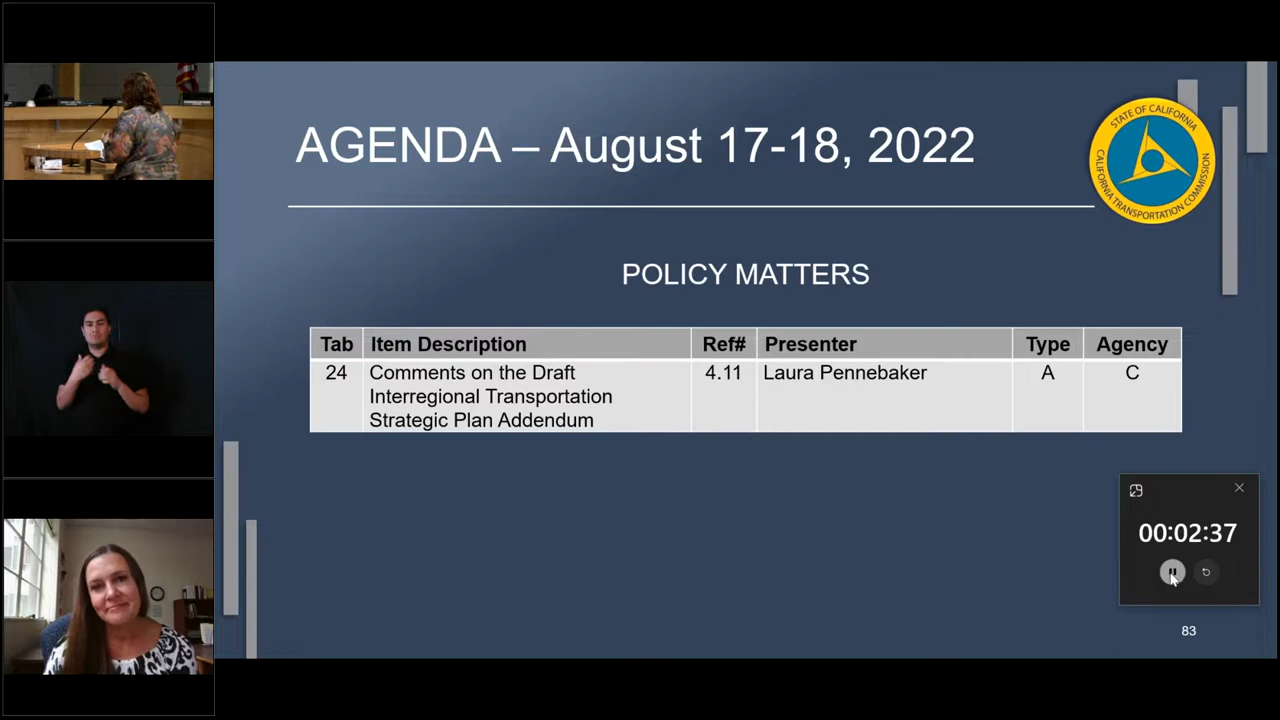 AGENDA – August 17-18, 2022
STATE OF CALIFORNIA
CALIFORNIA TRANSPORTATION COMMISSION
POLICY MATTERS
Tab Item Description Ref# Presenter Type Agency
24 Comments on the Draft 4.11 Laura Pennebaker A C
Interregional Transportation
Strategic Plan Addendum
00:02:37
83